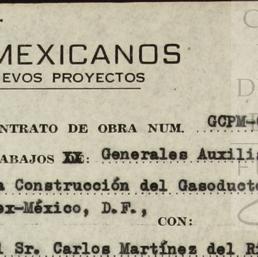 MEXICANOS
EVOS PROYECTOS
NTRATO DE OBRA NUM. GCPM-
ABAJOS XX: Generales Auxili
a Construcción del Gasoduct
ex-México, D.F.,
CON:
l Sr. Carlos Martínez del Ri